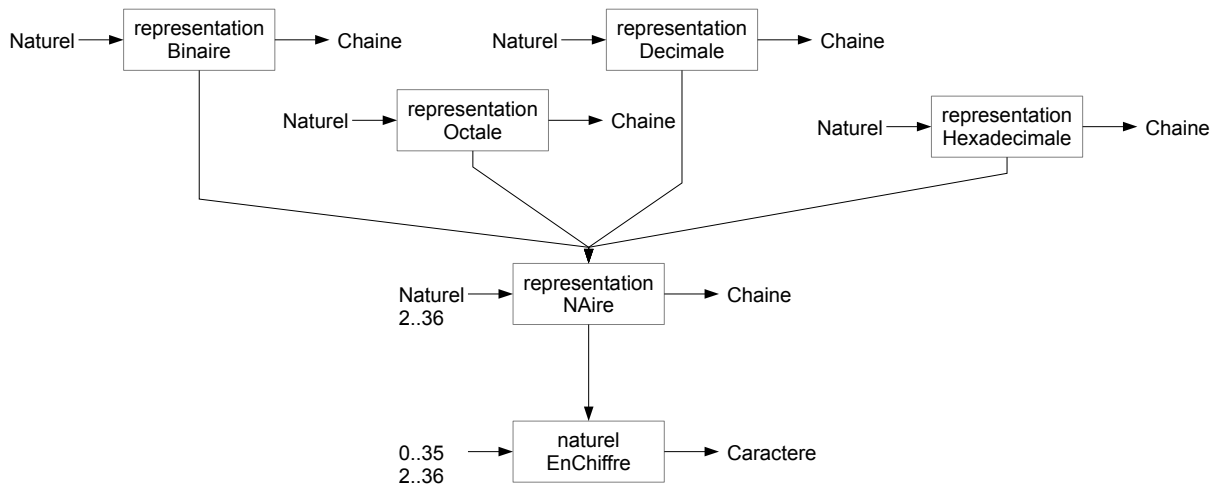 Naturel
representation
Binaire
Chaine
Naturel
representation
Decimale
Chaine
Naturel
representation
Octale
Chaine
Naturel
representation
Hexadecimale
Chaine
Naturel
2..36
representation
NAire
Chaine
0..35
2..36
naturel
EnChiffre
Caractere